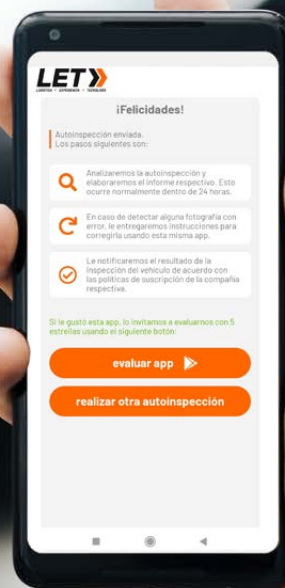 LET
LOGÍSTICA + EXPERIENCIA + TECNOLOGÍA
¡Felicidades!
Autoinspección enviada.
Los pasos siguientes son:
Analizaremos la autoinspección y
elaboraremos el informe respectivo. Esto
ocurre normalmente dentro de 24 horas.
En caso de detectar alguna fotografía con
error, le entregaremos instrucciones para
corregirla usando esta misma app.
Le notificaremos el resultado de la
inspección del vehículo de acuerdo con
las políticas de suscripción de la compañía
respectiva.
Si le gustó esta app, lo invitamos a evaluarnos con 5
estrellas usando el siguiente botón:
evaluar app
realizar otra autoinspección